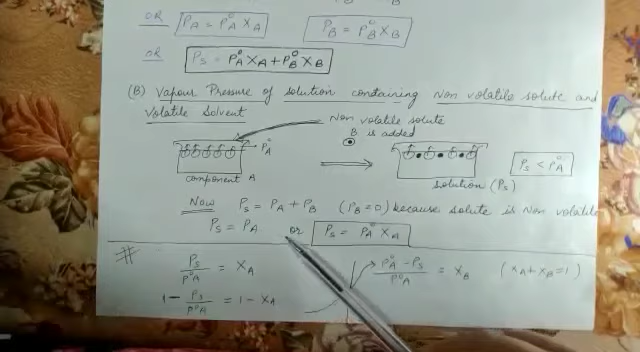 OR P_A = P°_A X_A P_B = P°_B X_B
OR P_S = P°_A X_A + P°_B X_B
(B) Vapour Pressure of solution containing Non volatile solute and
Volatile Solvent
Non volatile solute
B is added
P°_A
P_S < P°_A
component A
solution (P_S)
Now P_S = P_A + P_B (P_B = 0) because solute is Non volatile
P_S = P_A or P_S = P°_A X_A
#
P_S / P°_A = X_A
P°_A - P_S / P°_A = X_B (X_A + X_B = 1)
1 - P_S / P°_A = 1 - X_A